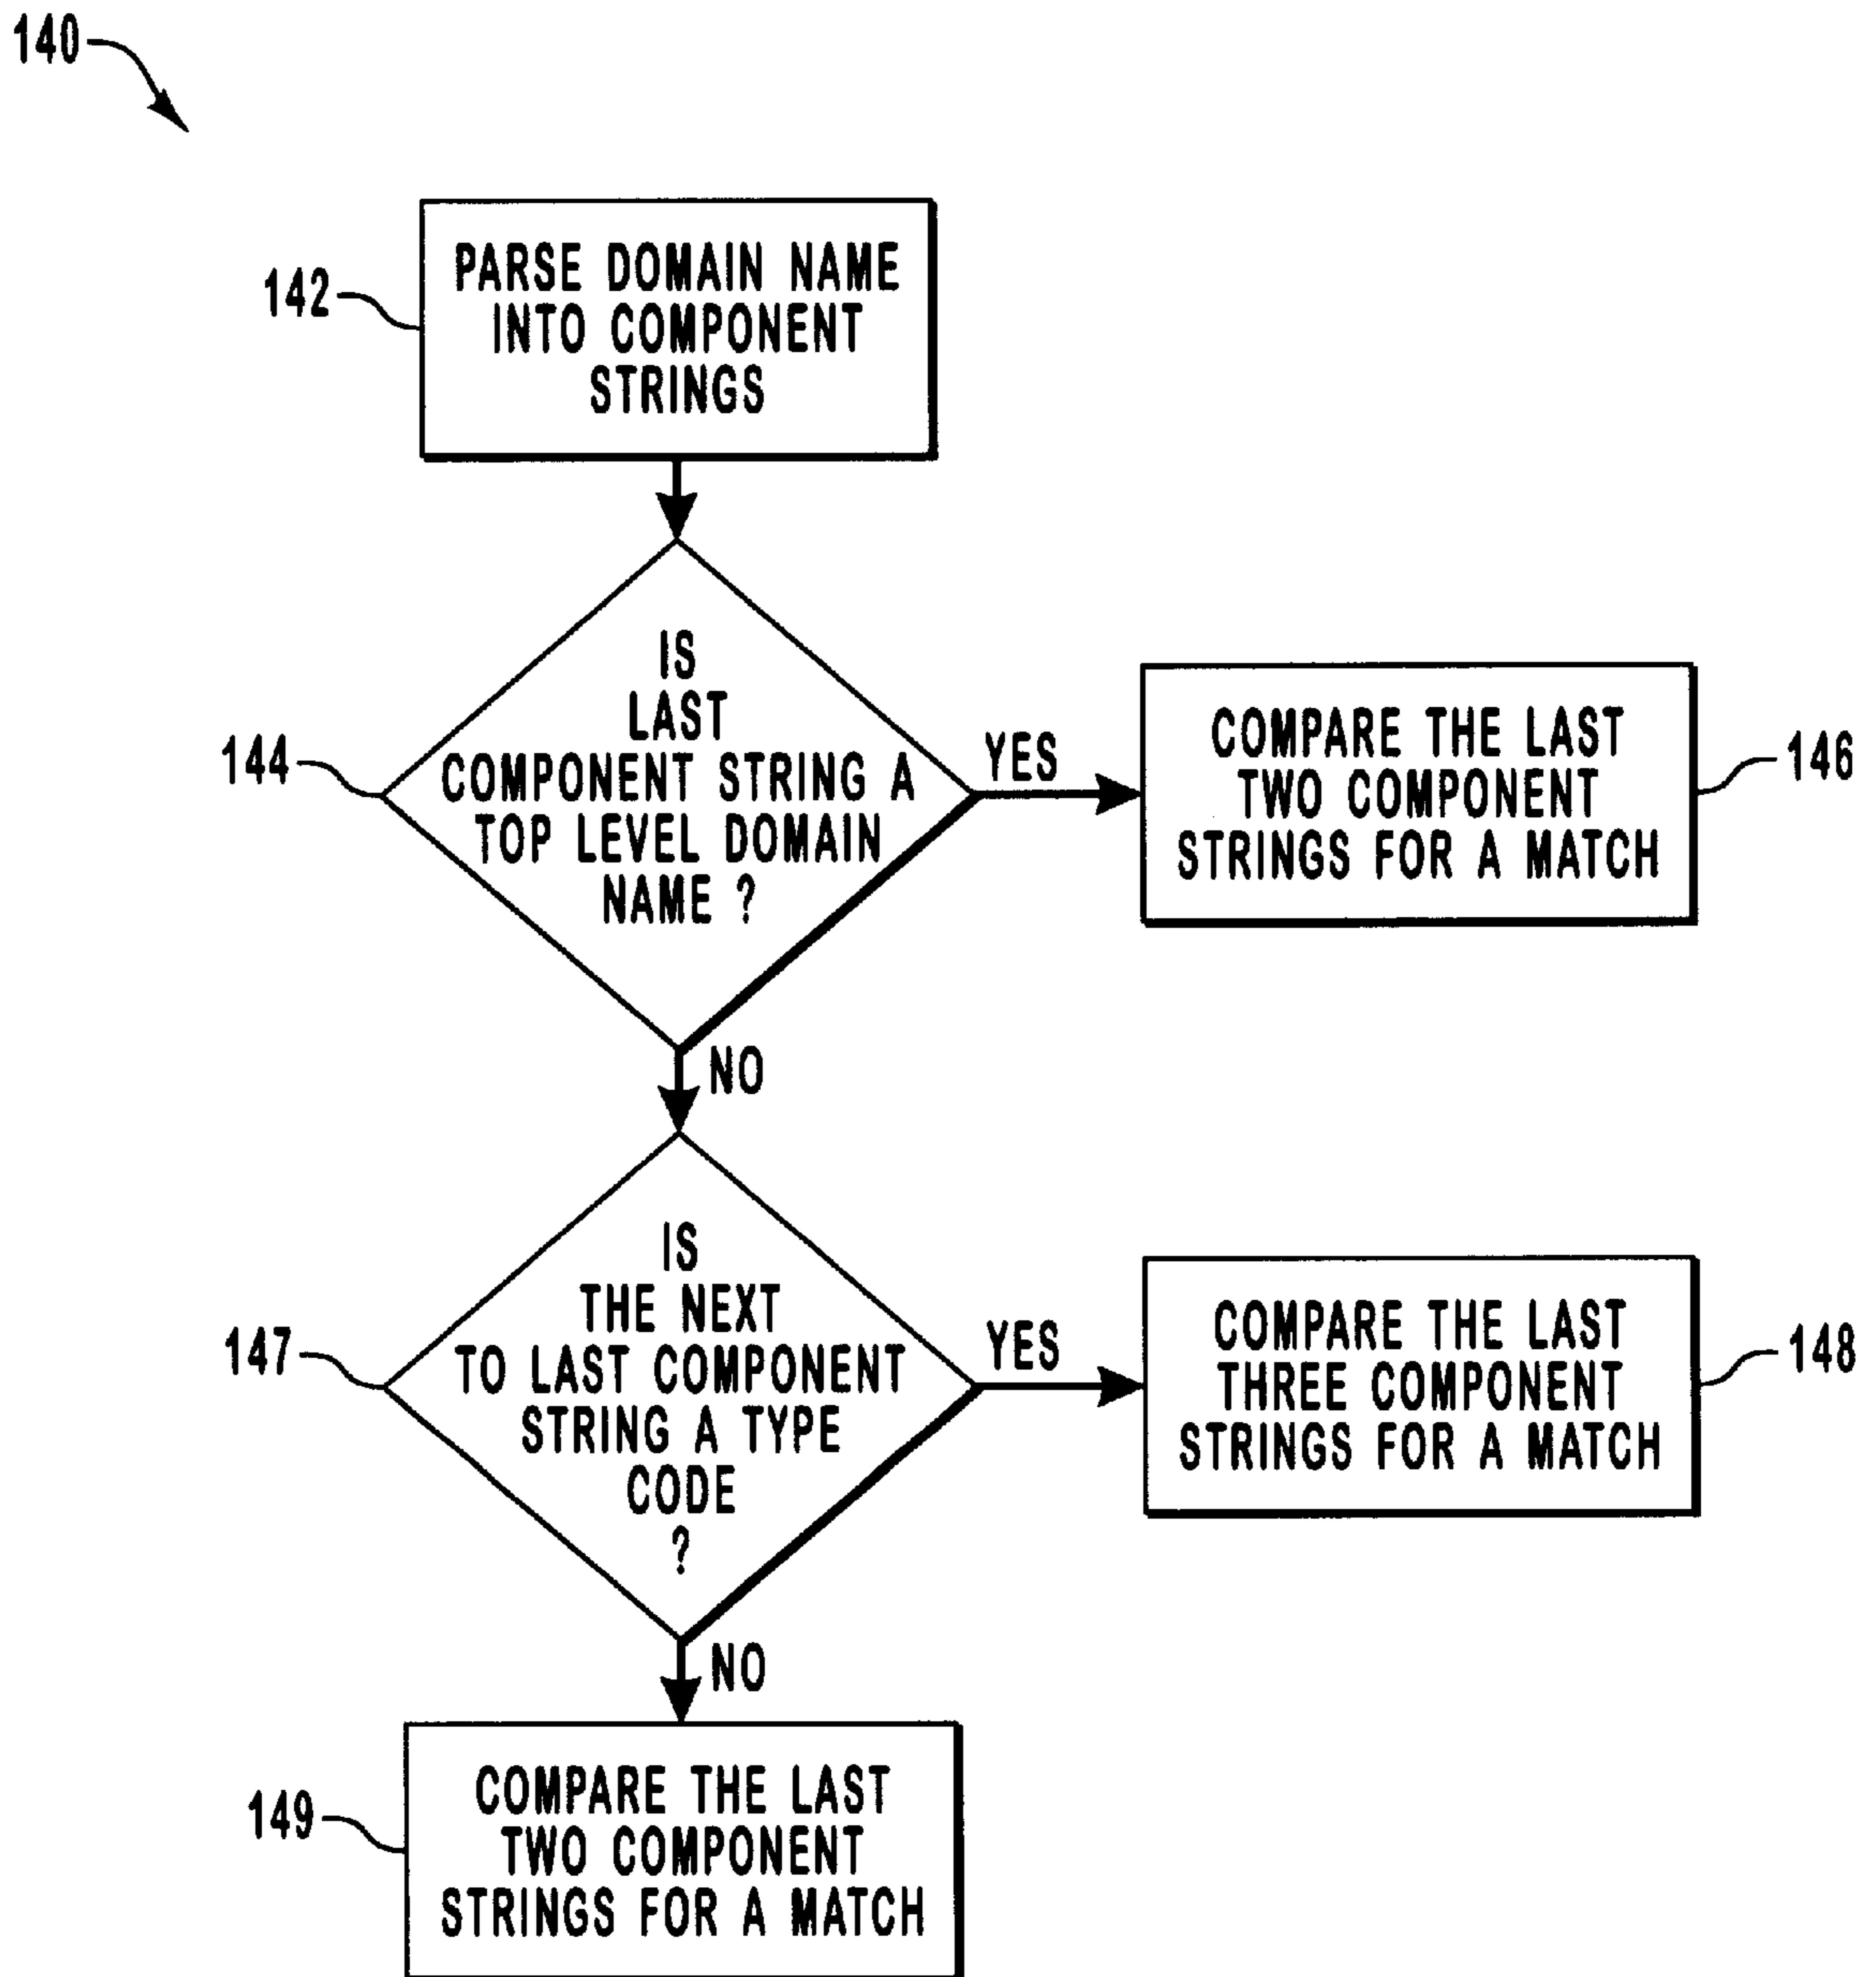 140
142
PARSE DOMAIN NAME
INTO COMPONENT
STRINGS
144
IS
LAST
COMPONENT STRING A
TOP LEVEL DOMAIN
NAME ?
YES
COMPARE THE LAST
TWO COMPONENT
STRINGS FOR A MATCH
146
NO
147
IS
THE NEXT
TO LAST COMPONENT
STRING A TYPE
CODE
?
YES
COMPARE THE LAST
THREE COMPONENT
STRINGS FOR A MATCH
148
NO
149
COMPARE THE LAST
TWO COMPONENT
STRINGS FOR A MATCH